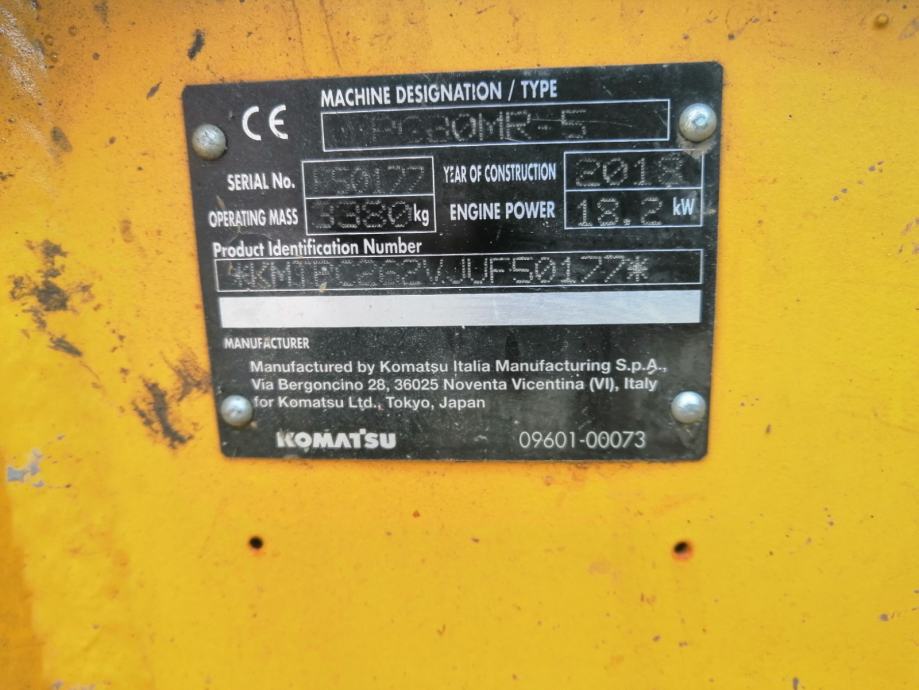 CE
MACHINE DESIGNATION / TYPE
PC30MR-5
SERIAL No. F50177 YEAR OF CONSTRUCTION 2018
OPERATING MASS 3380 kg ENGINE POWER 18.2 kW
Product Identification Number
*KMTPC262VJUF50177*
MANUFACTURER
Manufactured by Komatsu Italia Manufacturing S.p.A.,
Via Bergoncino 28, 36025 Noventa Vicentina (VI), Italy
for Komatsu Ltd., Tokyo, Japan
KOMATSU 09601-00073